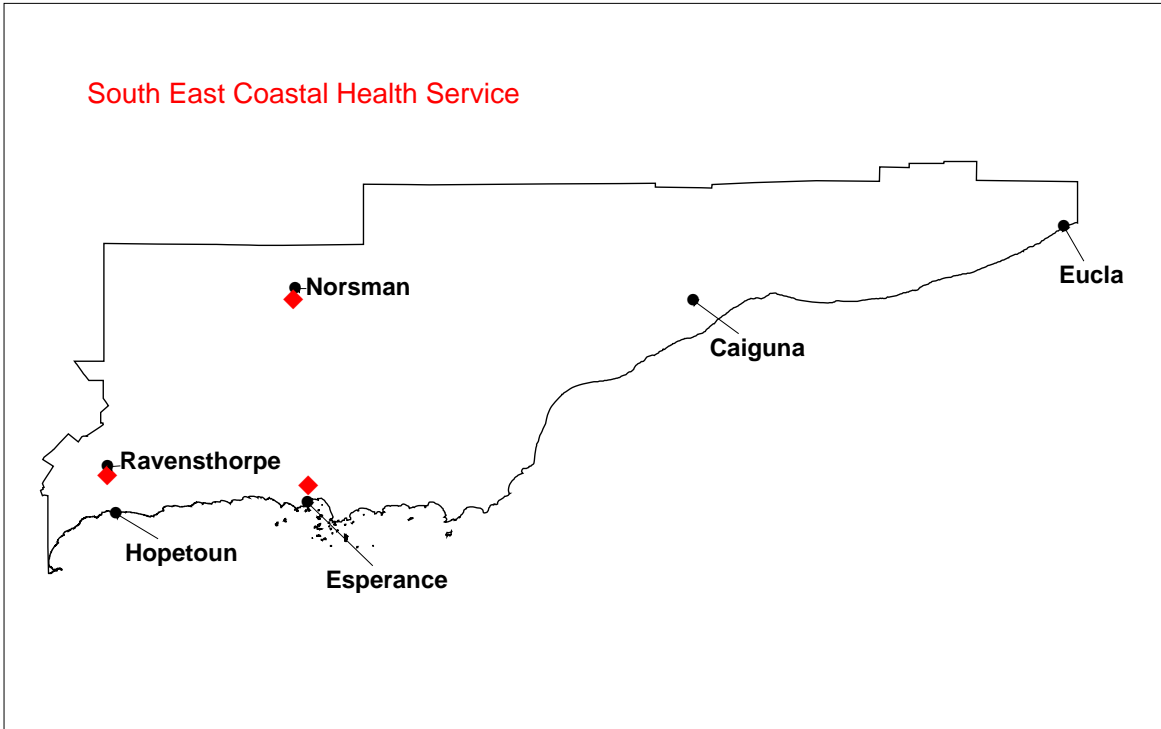 South East Coastal Health Service
Eucla
Norsman
Caiguna
Ravensthorpe
Hopetoun
Esperance